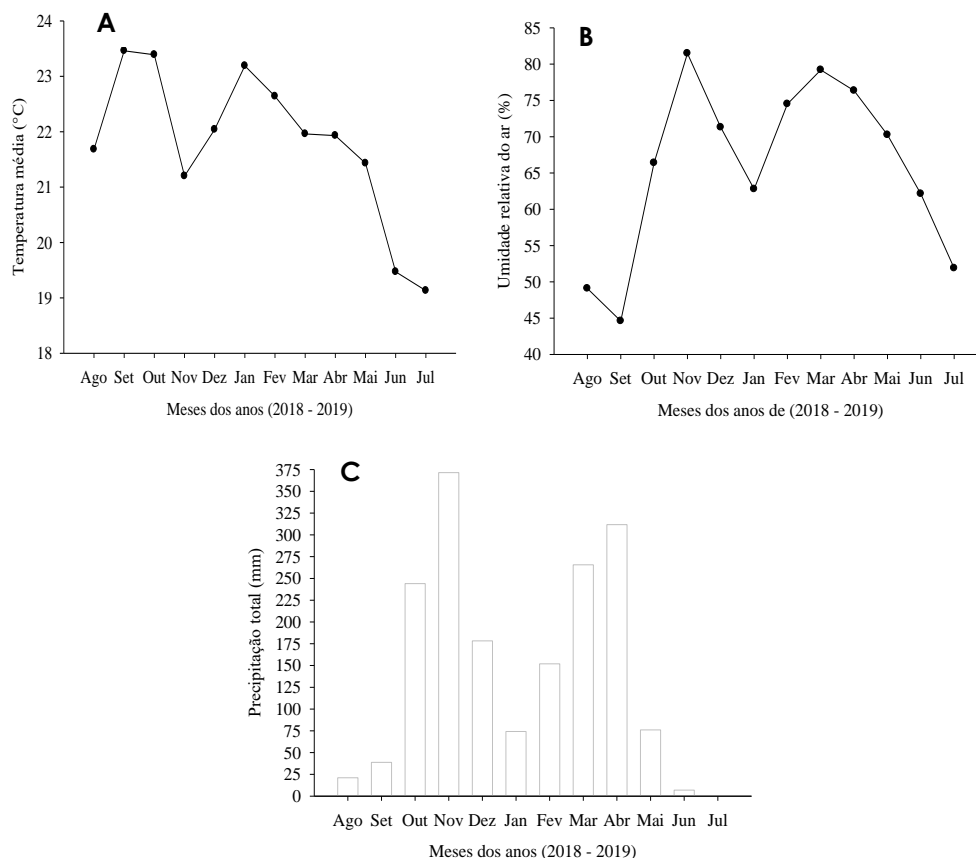 A
Temperatura média (°C)
24
23
22
21
20
19
18
Ago Set Out Nov Dez Jan Fev Mar Abr Mai Jun Jul
Meses dos anos (2018 - 2019)
B
Umidade relativa do ar (%)
85
80
75
70
65
60
55
50
45
40
Ago Set Out Nov Dez Jan Fev Mar Abr Mai Jun Jul
Meses dos anos de (2018 - 2019)
C
Precipitação total (mm)
375
350
325
300
275
250
225
200
175
150
125
100
75
50
25
0
Ago Set Out Nov Dez Jan Fev Mar Abr Mai Jun Jul
Meses dos anos (2018 - 2019)